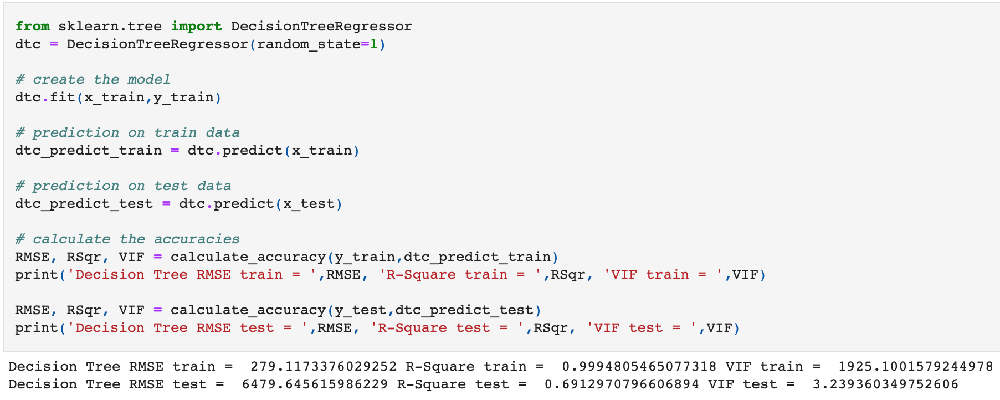 from sklearn.tree import DecisionTreeRegressor
dtc = DecisionTreeRegressor(random_state=1)
# create the model
dtc.fit(x_train,y_train)
# prediction on train data
dtc_predict_train = dtc.predict(x_train)
# prediction on test data
dtc_predict_test = dtc.predict(x_test)
# calculate the accuracies
RMSE, RSqr, VIF = calculate_accuracy(y_train,dtc_predict_train)
print('Decision Tree RMSE train = ',RMSE, 'R-Square train = ',RSqr, 'VIF train = ',VIF)
RMSE, RSqr, VIF = calculate_accuracy(y_test,dtc_predict_test)
print('Decision Tree RMSE test = ',RMSE, 'R-Square test = ',RSqr, 'VIF test = ',VIF)
Decision Tree RMSE train =  279.1173376029252 R-Square train =  0.9994805465077318 VIF train =  1925.1001579244978
Decision Tree RMSE test =  6479.645615986229 R-Square test =  0.6912970796606894 VIF test =  3.239360349752606